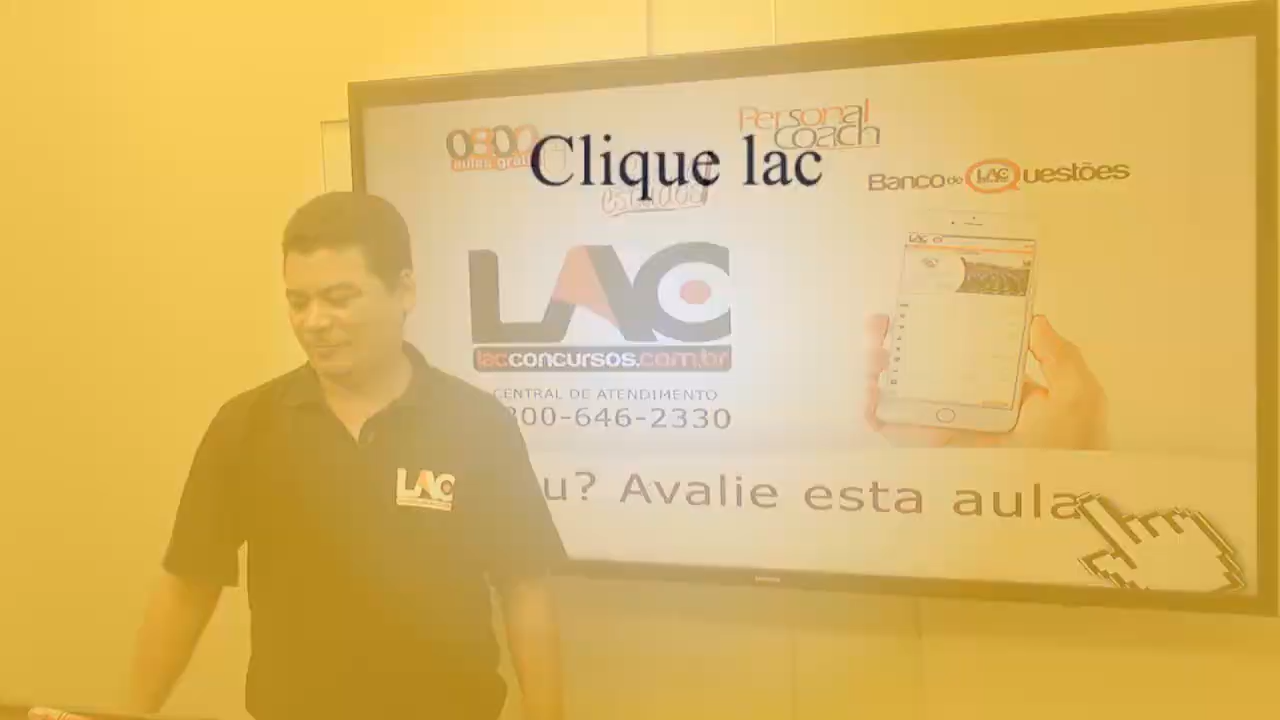 0800
aulas grátis
Personal
Coach
Clique lac
Banco de LAC Questões
LAC
lacconcursos.com.br
CENTRAL DE ATENDIMENTO
800-646-2330
LAC
u? Avalie esta aula